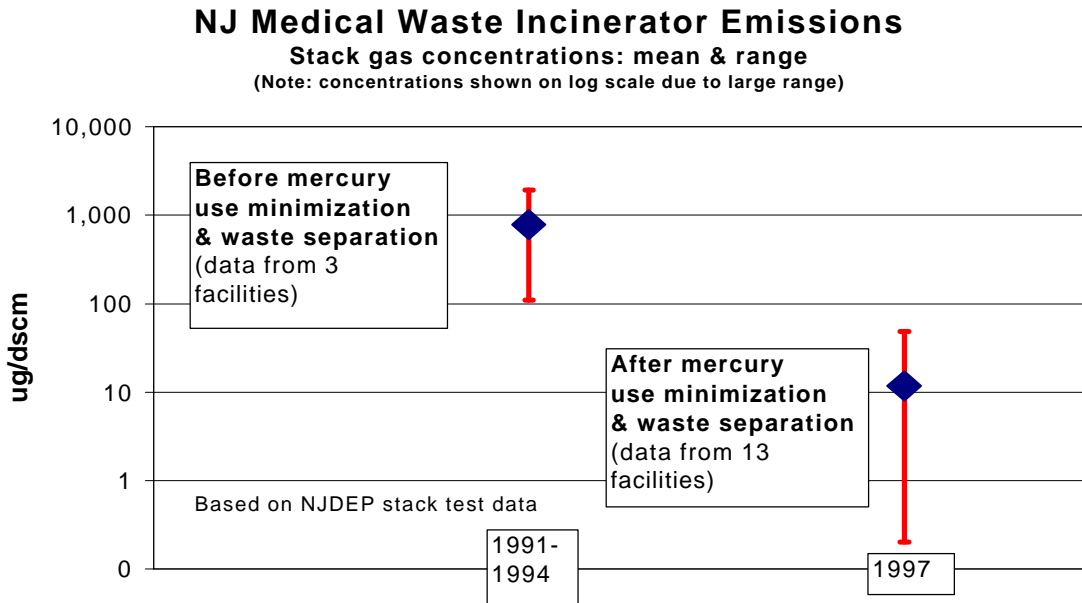 NJ Medical Waste Incinerator Emissions
Stack gas concentrations: mean & range
(Note: concentrations shown on log scale due to large range)
ug/dscm
10,000
1,000
100
10
1
0
Before mercury
use minimization
& waste separation
(data from 3
facilities)
After mercury
use minimization
& waste separation
(data from 13
facilities)
Based on NJDEP stack test data
1991-
1994
1997